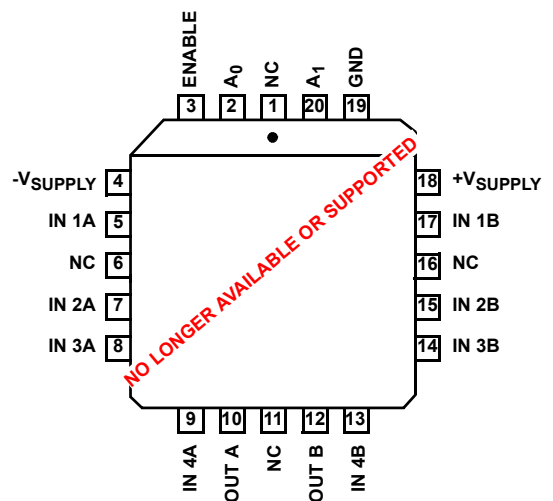 ENABLE
A0
NC
A1
GND
3
2
1
20
19
-VSUPPLY 4
18 +VSUPPLY
IN 1A 5
17 IN 1B
NC 6
16 NC
IN 2A 7
15 IN 2B
IN 3A 8
14 IN 3B
NO LONGER AVAILABLE OR SUPPORTED
9
10
11
12
13
IN 4A
OUT A
NC
OUT B
IN 4B